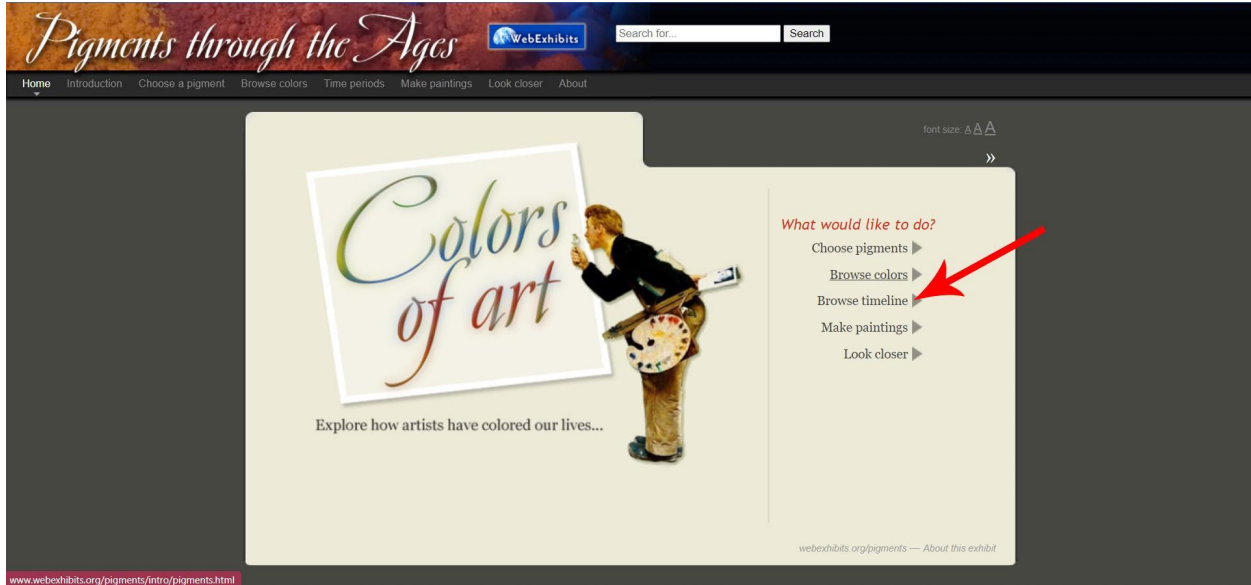 Pigments through the Ages
WebExhibits
Search for... Search
Home Introduction Choose a pigment Browse colors Time periods Make paintings Look closer About
font size: A A A
»
Colors
of art
Explore how artists have colored our lives...
What would like to do?
Choose pigments
Browse colors
Browse timeline
Make paintings
Look closer
webexhibits.org/pigments — About this exhibit
www.webexhibits.org/pigments/intro/pigments.html